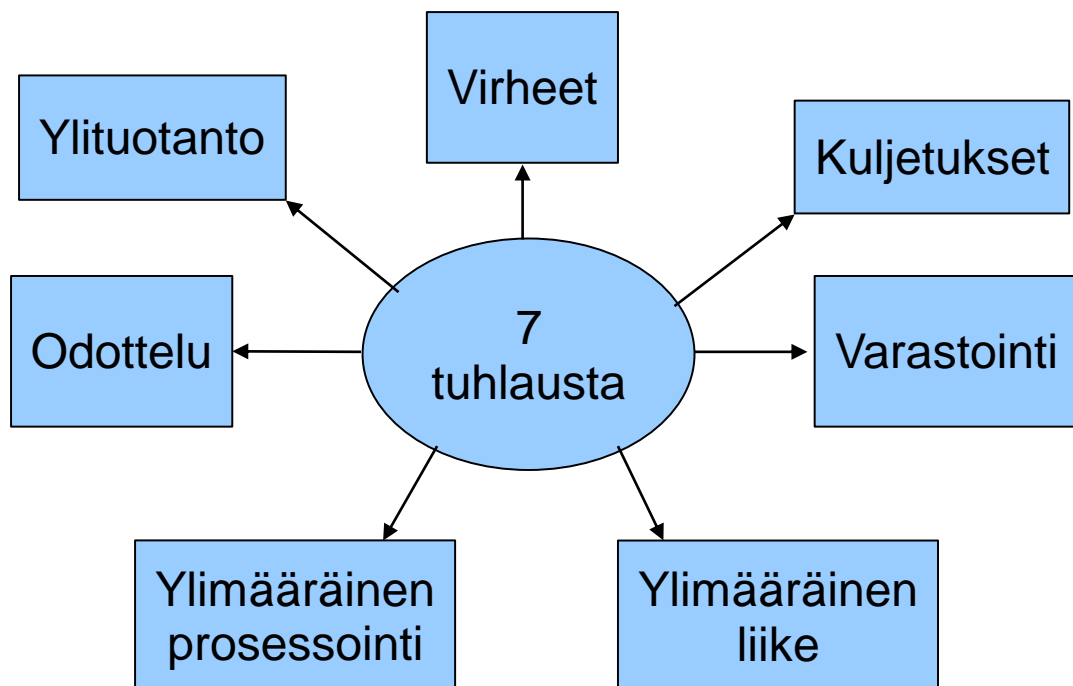 Virheet
Ylituotanto
Kuljetukset
Odottelu
7
tuhlausta
Varastointi
Ylimääräinen
prosessointi
Ylimääräinen
liike